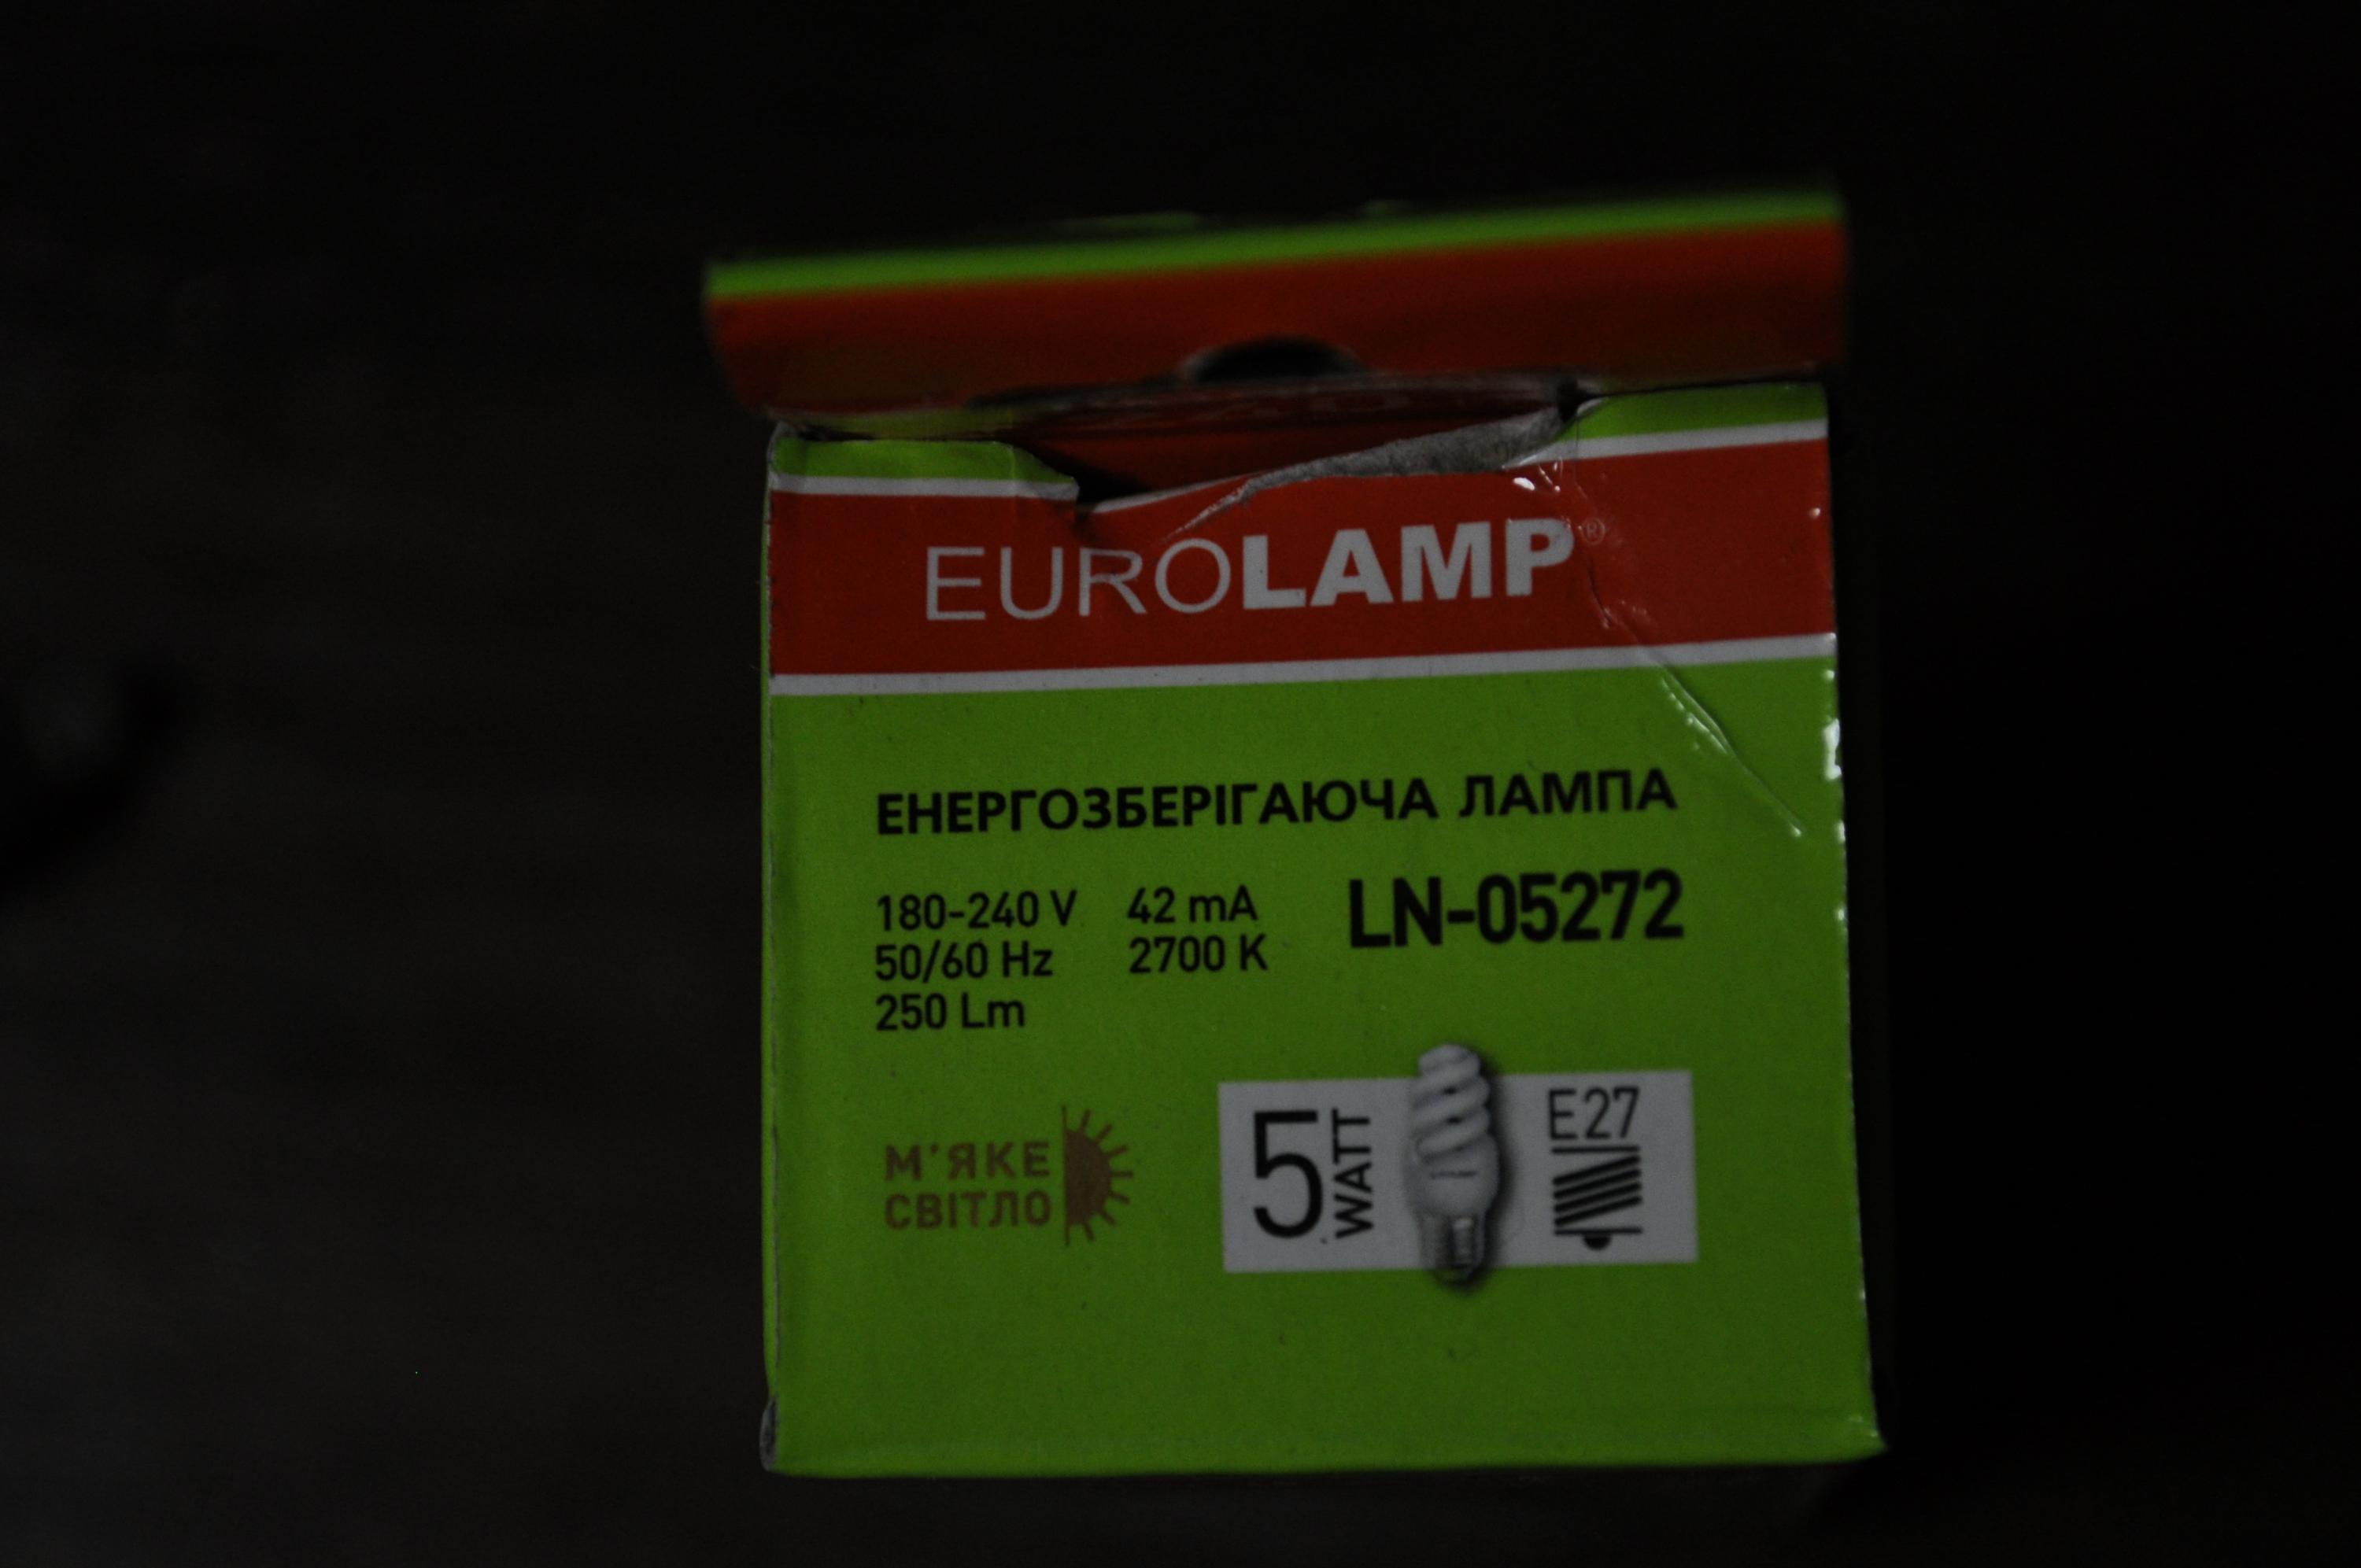 EUROLAMP®
ЕНЕРГОЗБЕРІГАЮЧА ЛАМПА
180-240 V 42 mA LN-05272
50/60 Hz 2700 K
250 Lm
М'ЯКЕ
СВІТЛО
5 WATT E27